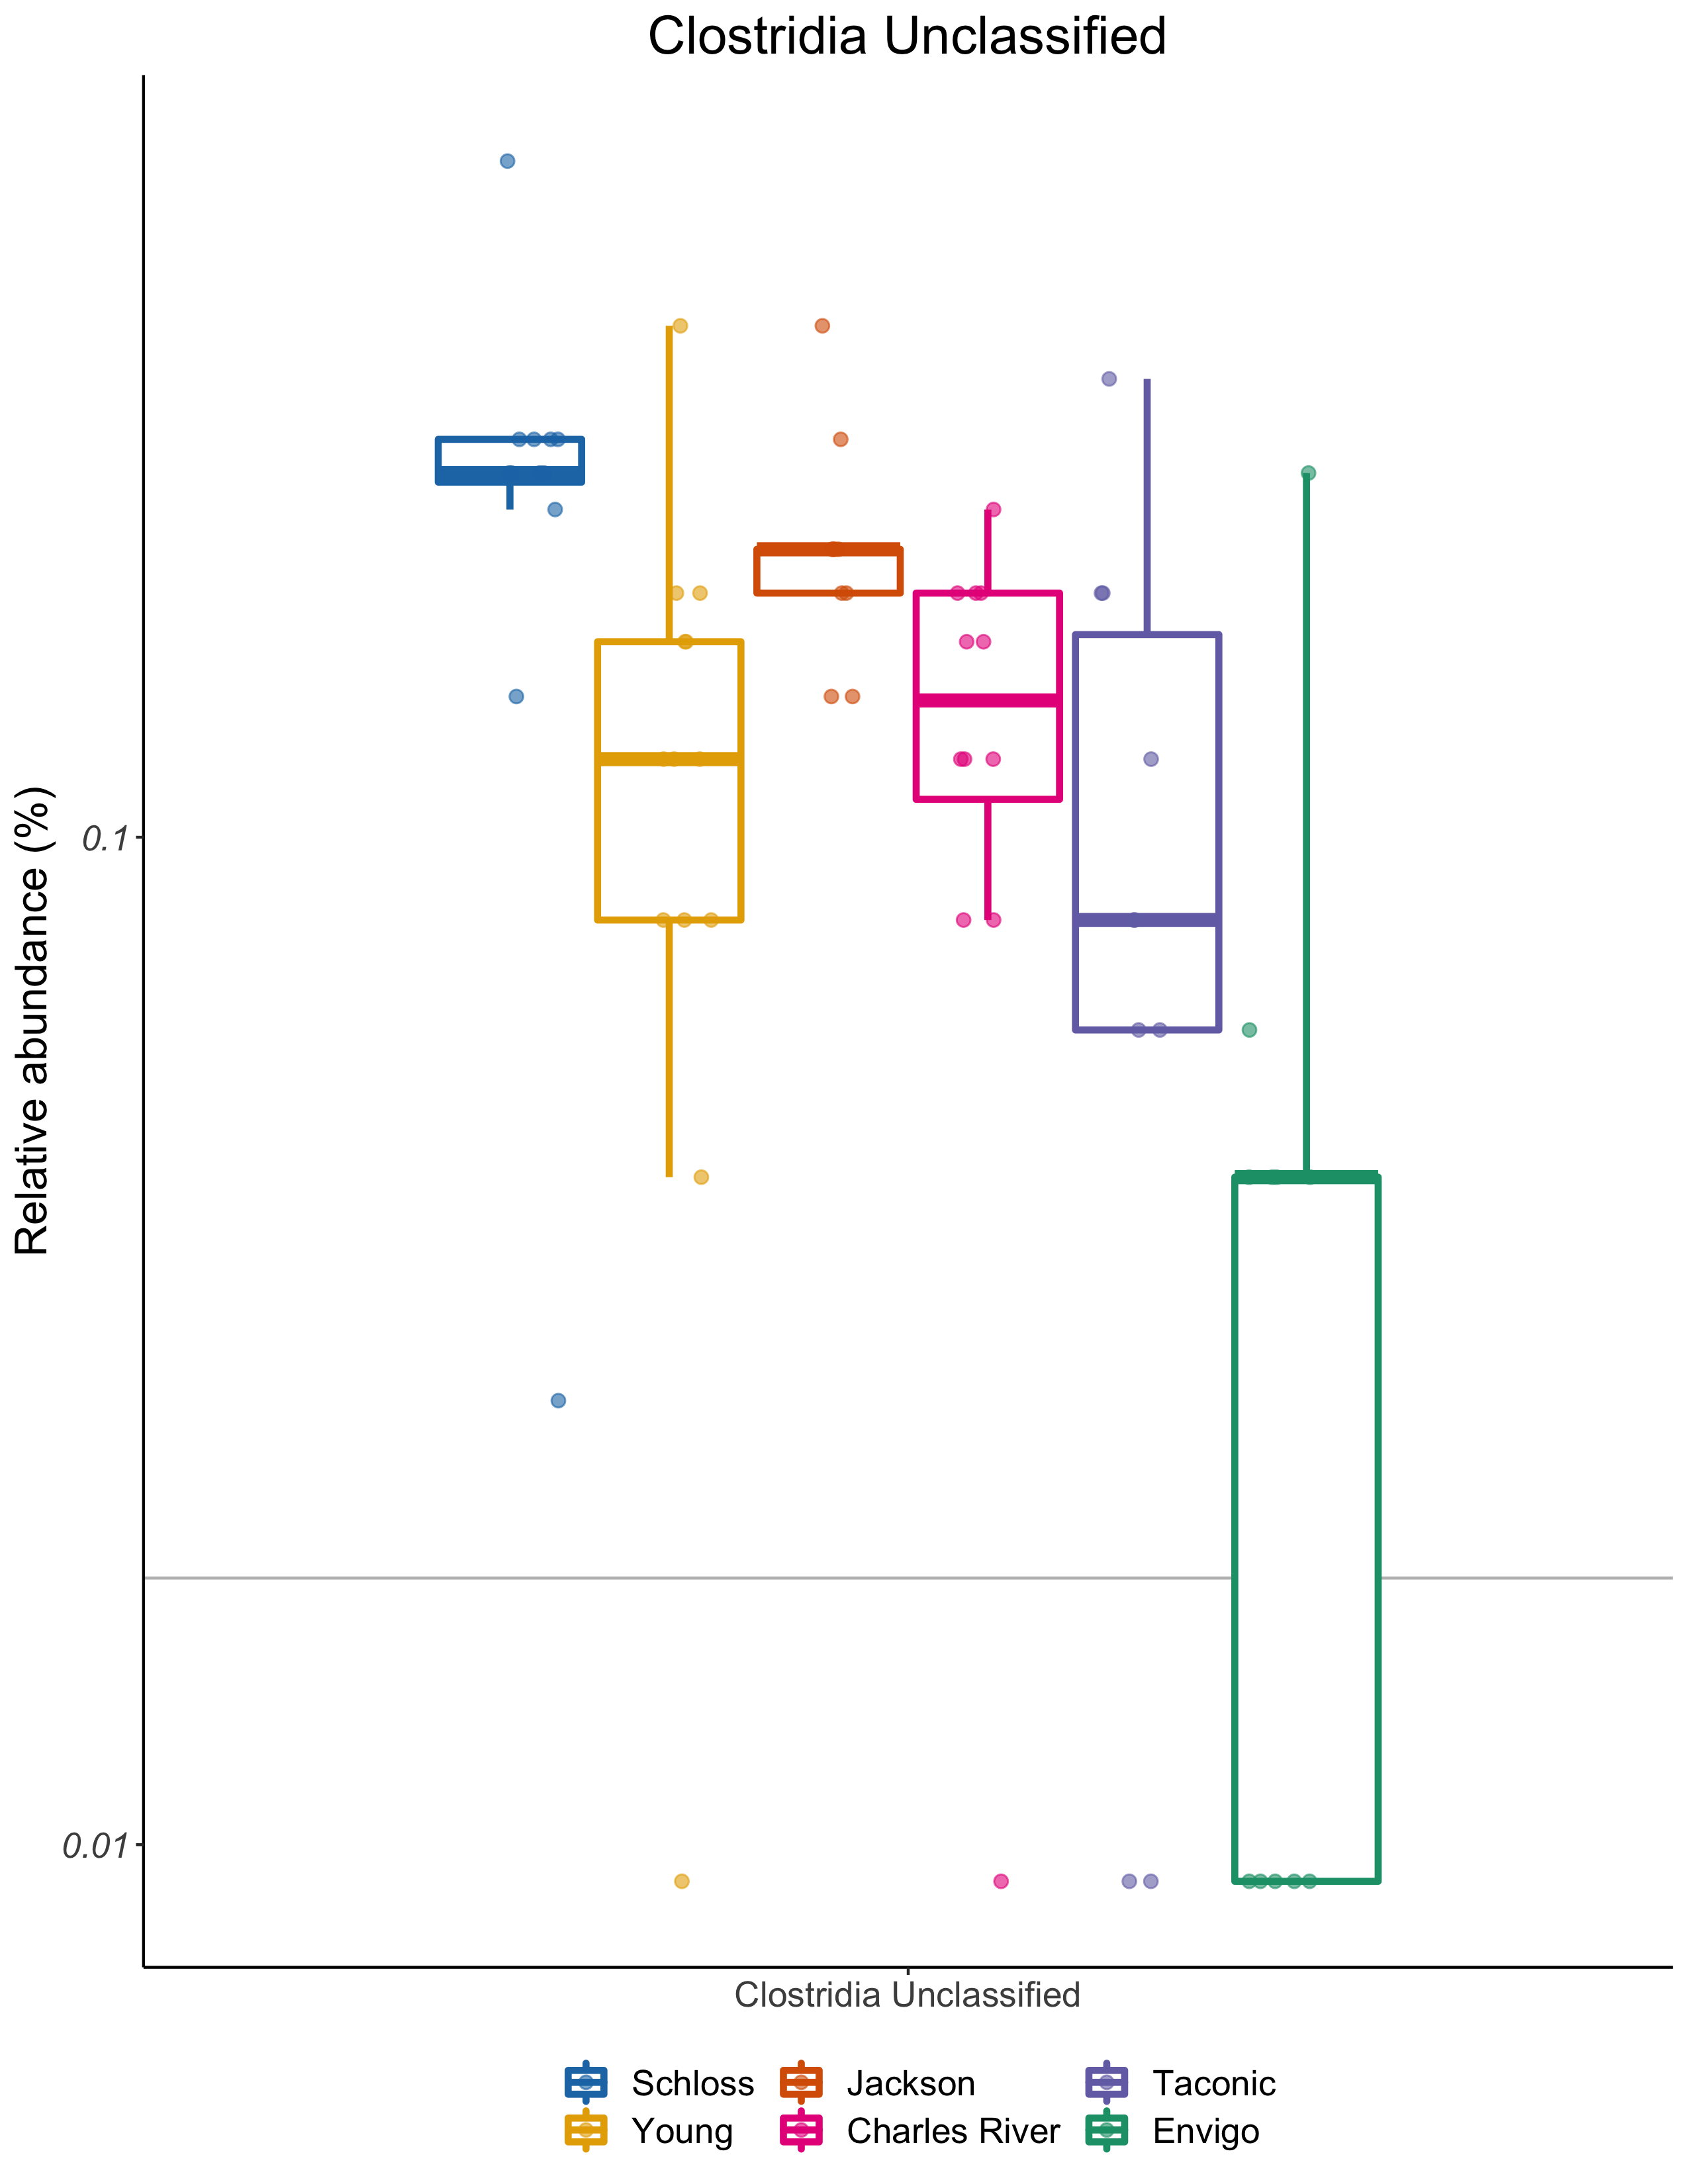 Clostridia Unclassified
Relative abundance (%)
0.1
0.01
Clostridia Unclassified
Schloss
Jackson
Taconic
Young
Charles River
Envigo